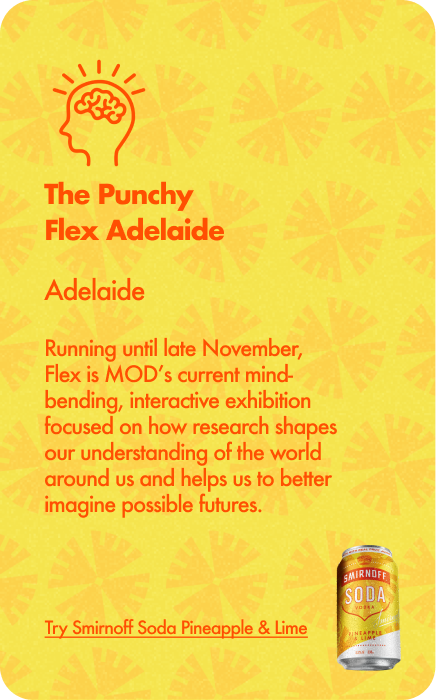 The Punchy
Flex Adelaide
Adelaide
Running until late November,
Flex is MOD's current mind-
bending, interactive exhibition
focused on how research shapes
our understanding of the world
around us and helps us to better
imagine possible futures.
SMIRNOFF
SODA
VODKA
PINEAPPLE
& LIME
Try Smirnoff Soda Pineapple & Lime